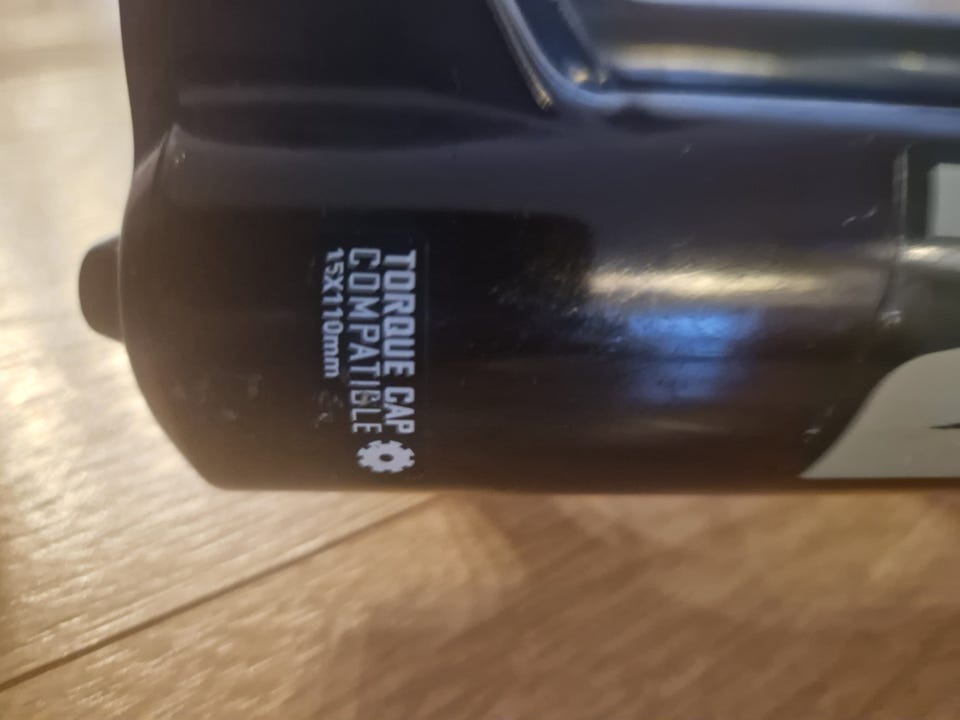 TORQUE CAP
COMPATIBLE
15X110mm